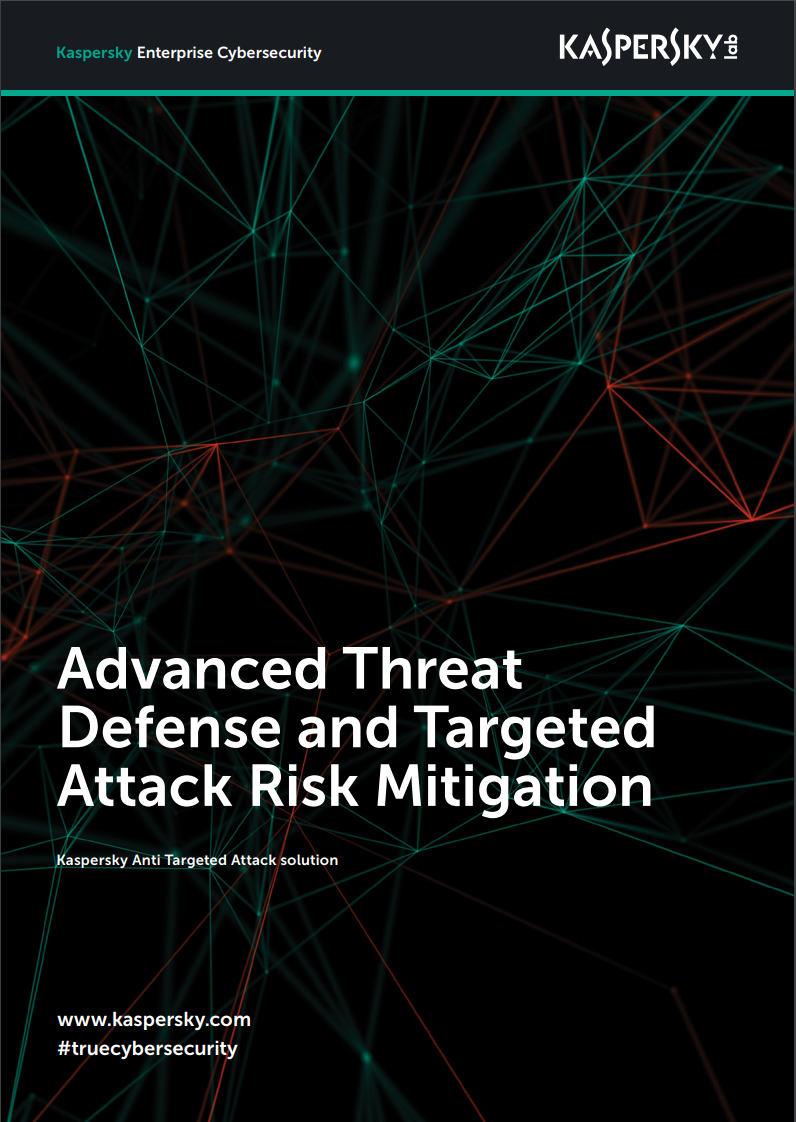 Kaspersky Enterprise Cybersecurity
KASPERSKY lab
Advanced Threat
Defense and Targeted
Attack Risk Mitigation
Kaspersky Anti Targeted Attack solution
www.kaspersky.com
#truecybersecurity